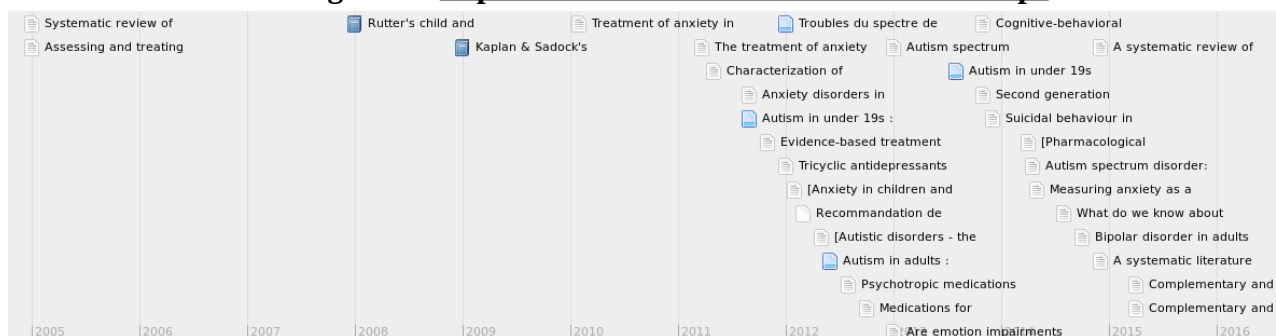 Systematic review of
Rutter's child and
Treatment of anxiety in
Troubles du spectre de
Cognitive-behavioral
Assessing and treating
Kaplan & Sadock's
The treatment of anxiety
Autism spectrum
A systematic review of
Characterization of
Autism in under 19s
Anxiety disorders in
Second generation
Autism in under 19s :
Suicidal behaviour in
Evidence-based treatment
[Pharmacological
Tricyclic antidepressants
Autism spectrum disorder:
[Anxiety in children and
Measuring anxiety as a
Recommandation de
What do we know about
[Autistic disorders - the
Bipolar disorder in adults
Autism in adults :
A systematic literature
Psychotropic medications
Complementary and
Medications for
Complementary and
Are emotion impairments
2005 2006 2007 2008 2009 2010 2011 2012 2013 2014 2015 2016